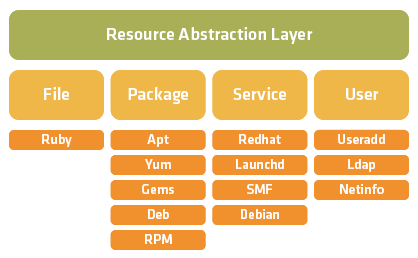 Resource Abstraction Layer
File Package Service User
Ruby Apt Redhat Useradd
Yum Launchd Ldap
Gems SMF Netinfo
Deb Debian
RPM